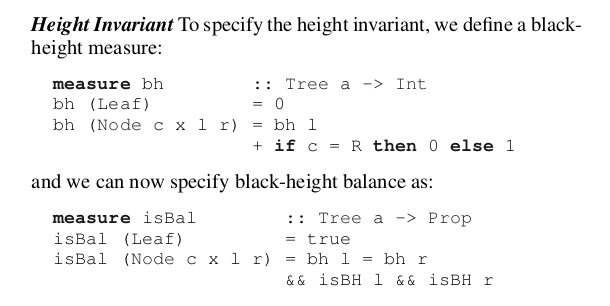 Height Invariant To specify the height invariant, we define a black-
height measure:
measure bh :: Tree a -> Int
bh (Leaf) = 0
bh (Node c x l r) = bh l
+ if c = R then 0 else 1
and we can now specify black-height balance as:
measure isBal :: Tree a -> Prop
isBal (Leaf) = true
isBal (Node c x l r) = bh l = bh r
&& isBH l && isBH r